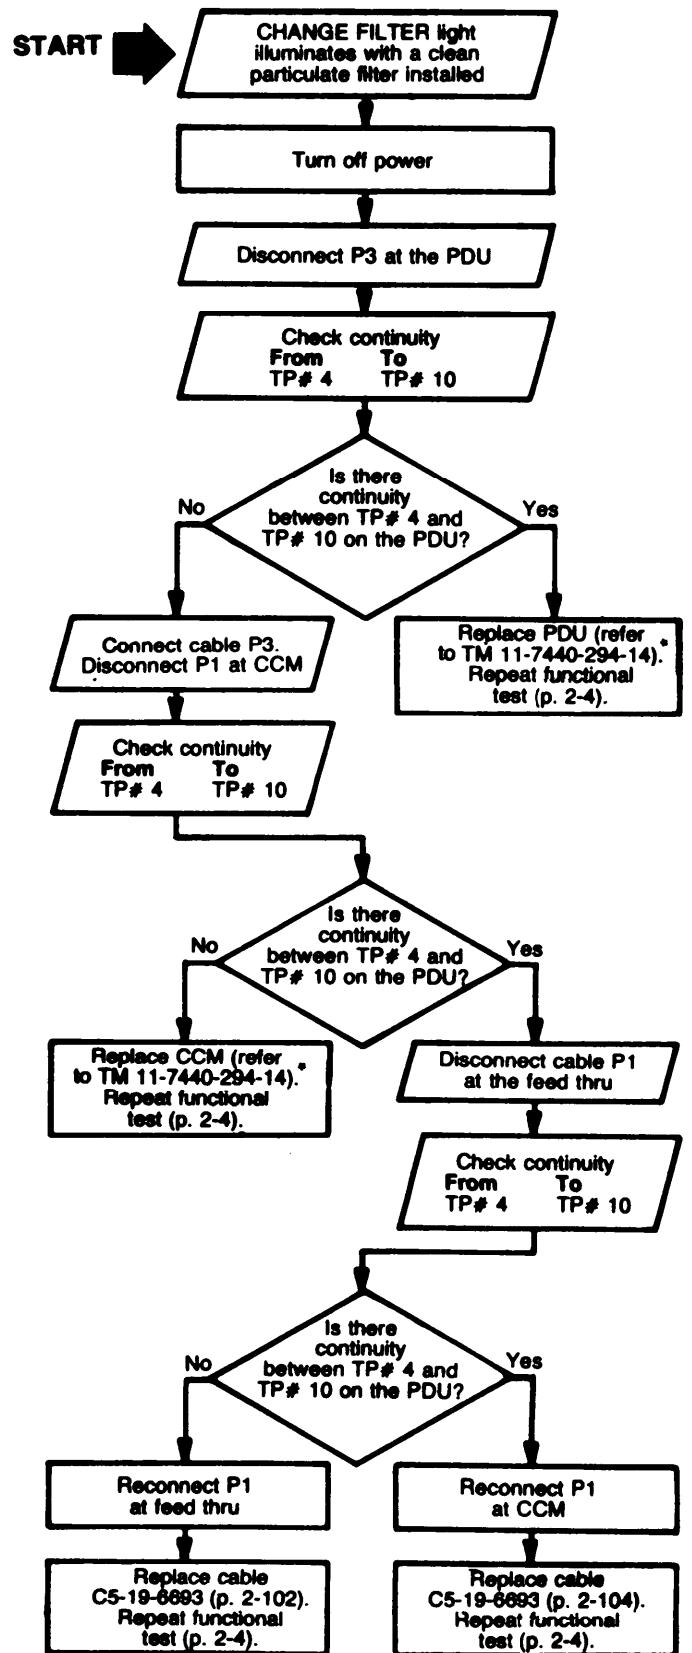 START
CHANGE FILTER light
illuminates with a clean
particulate filter installed
Turn off power
Disconnect P3 at the PDU
Check continuity
From To
TP# 4 TP# 10
Is there
continuity
between TP# 4 and
TP# 10 on the PDU?
No
Yes
Connect cable P3.
Disconnect P1 at CCM
Replace PDU (refer
to TM 11-7440-294-14).*
Repeat functional
test (p. 2-4).
Check continuity
From To
TP# 4 TP# 10
Is there
continuity
between TP# 4 and
TP# 10 on the PDU?
No
Yes
Replace CCM (refer
to TM 11-7440-294-14).*
Repeat functional
test (p. 2-4).
Disconnect cable P1
at the feed thru
Check continuity
From To
TP# 4 TP# 10
Is there
continuity
between TP# 4 and
TP# 10 on the PDU?
No
Yes
Reconnect P1
at feed thru
Reconnect P1
at CCM
Replace cable
C5-19-6693 (p. 2-102).
Repeat functional
test (p. 2-4).
Replace cable
C5-19-6693 (p. 2-104).
Repeat functional
test (p. 2-4).